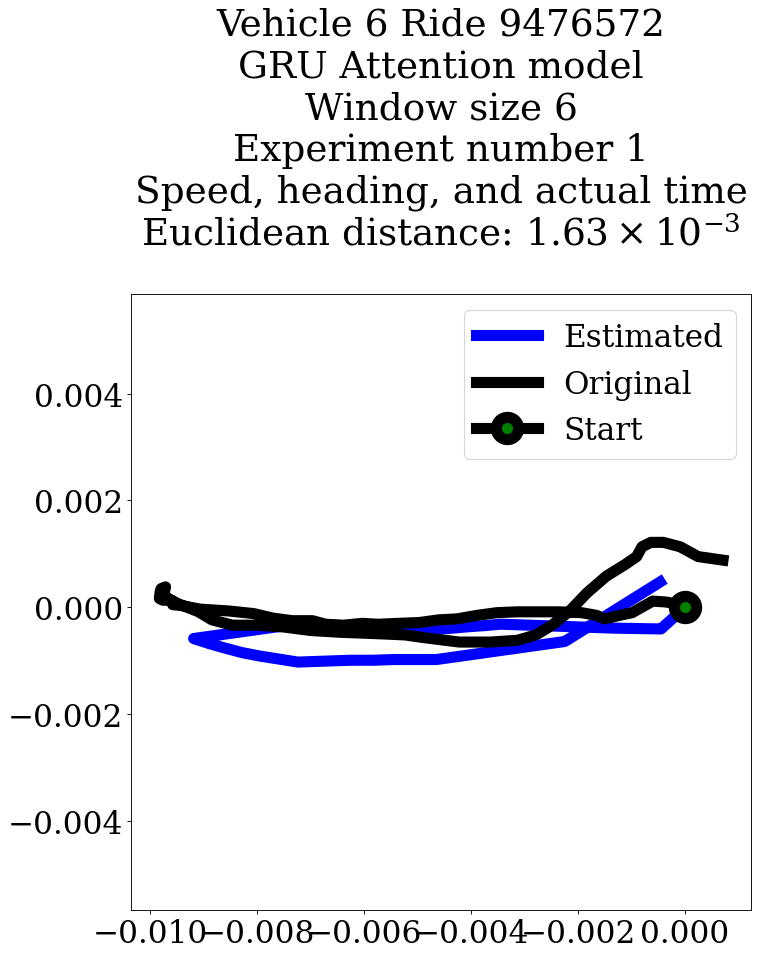 Vehicle 6 Ride 9476572
GRU Attention model
Window size 6
Experiment number 1
Speed, heading, and actual time
Euclidean distance: 1.63 × 10⁻³
Estimated
Original
Start
0.004
0.002
0.000
−0.002
−0.004
−0.010 −0.008 −0.006 −0.004 −0.002 0.000